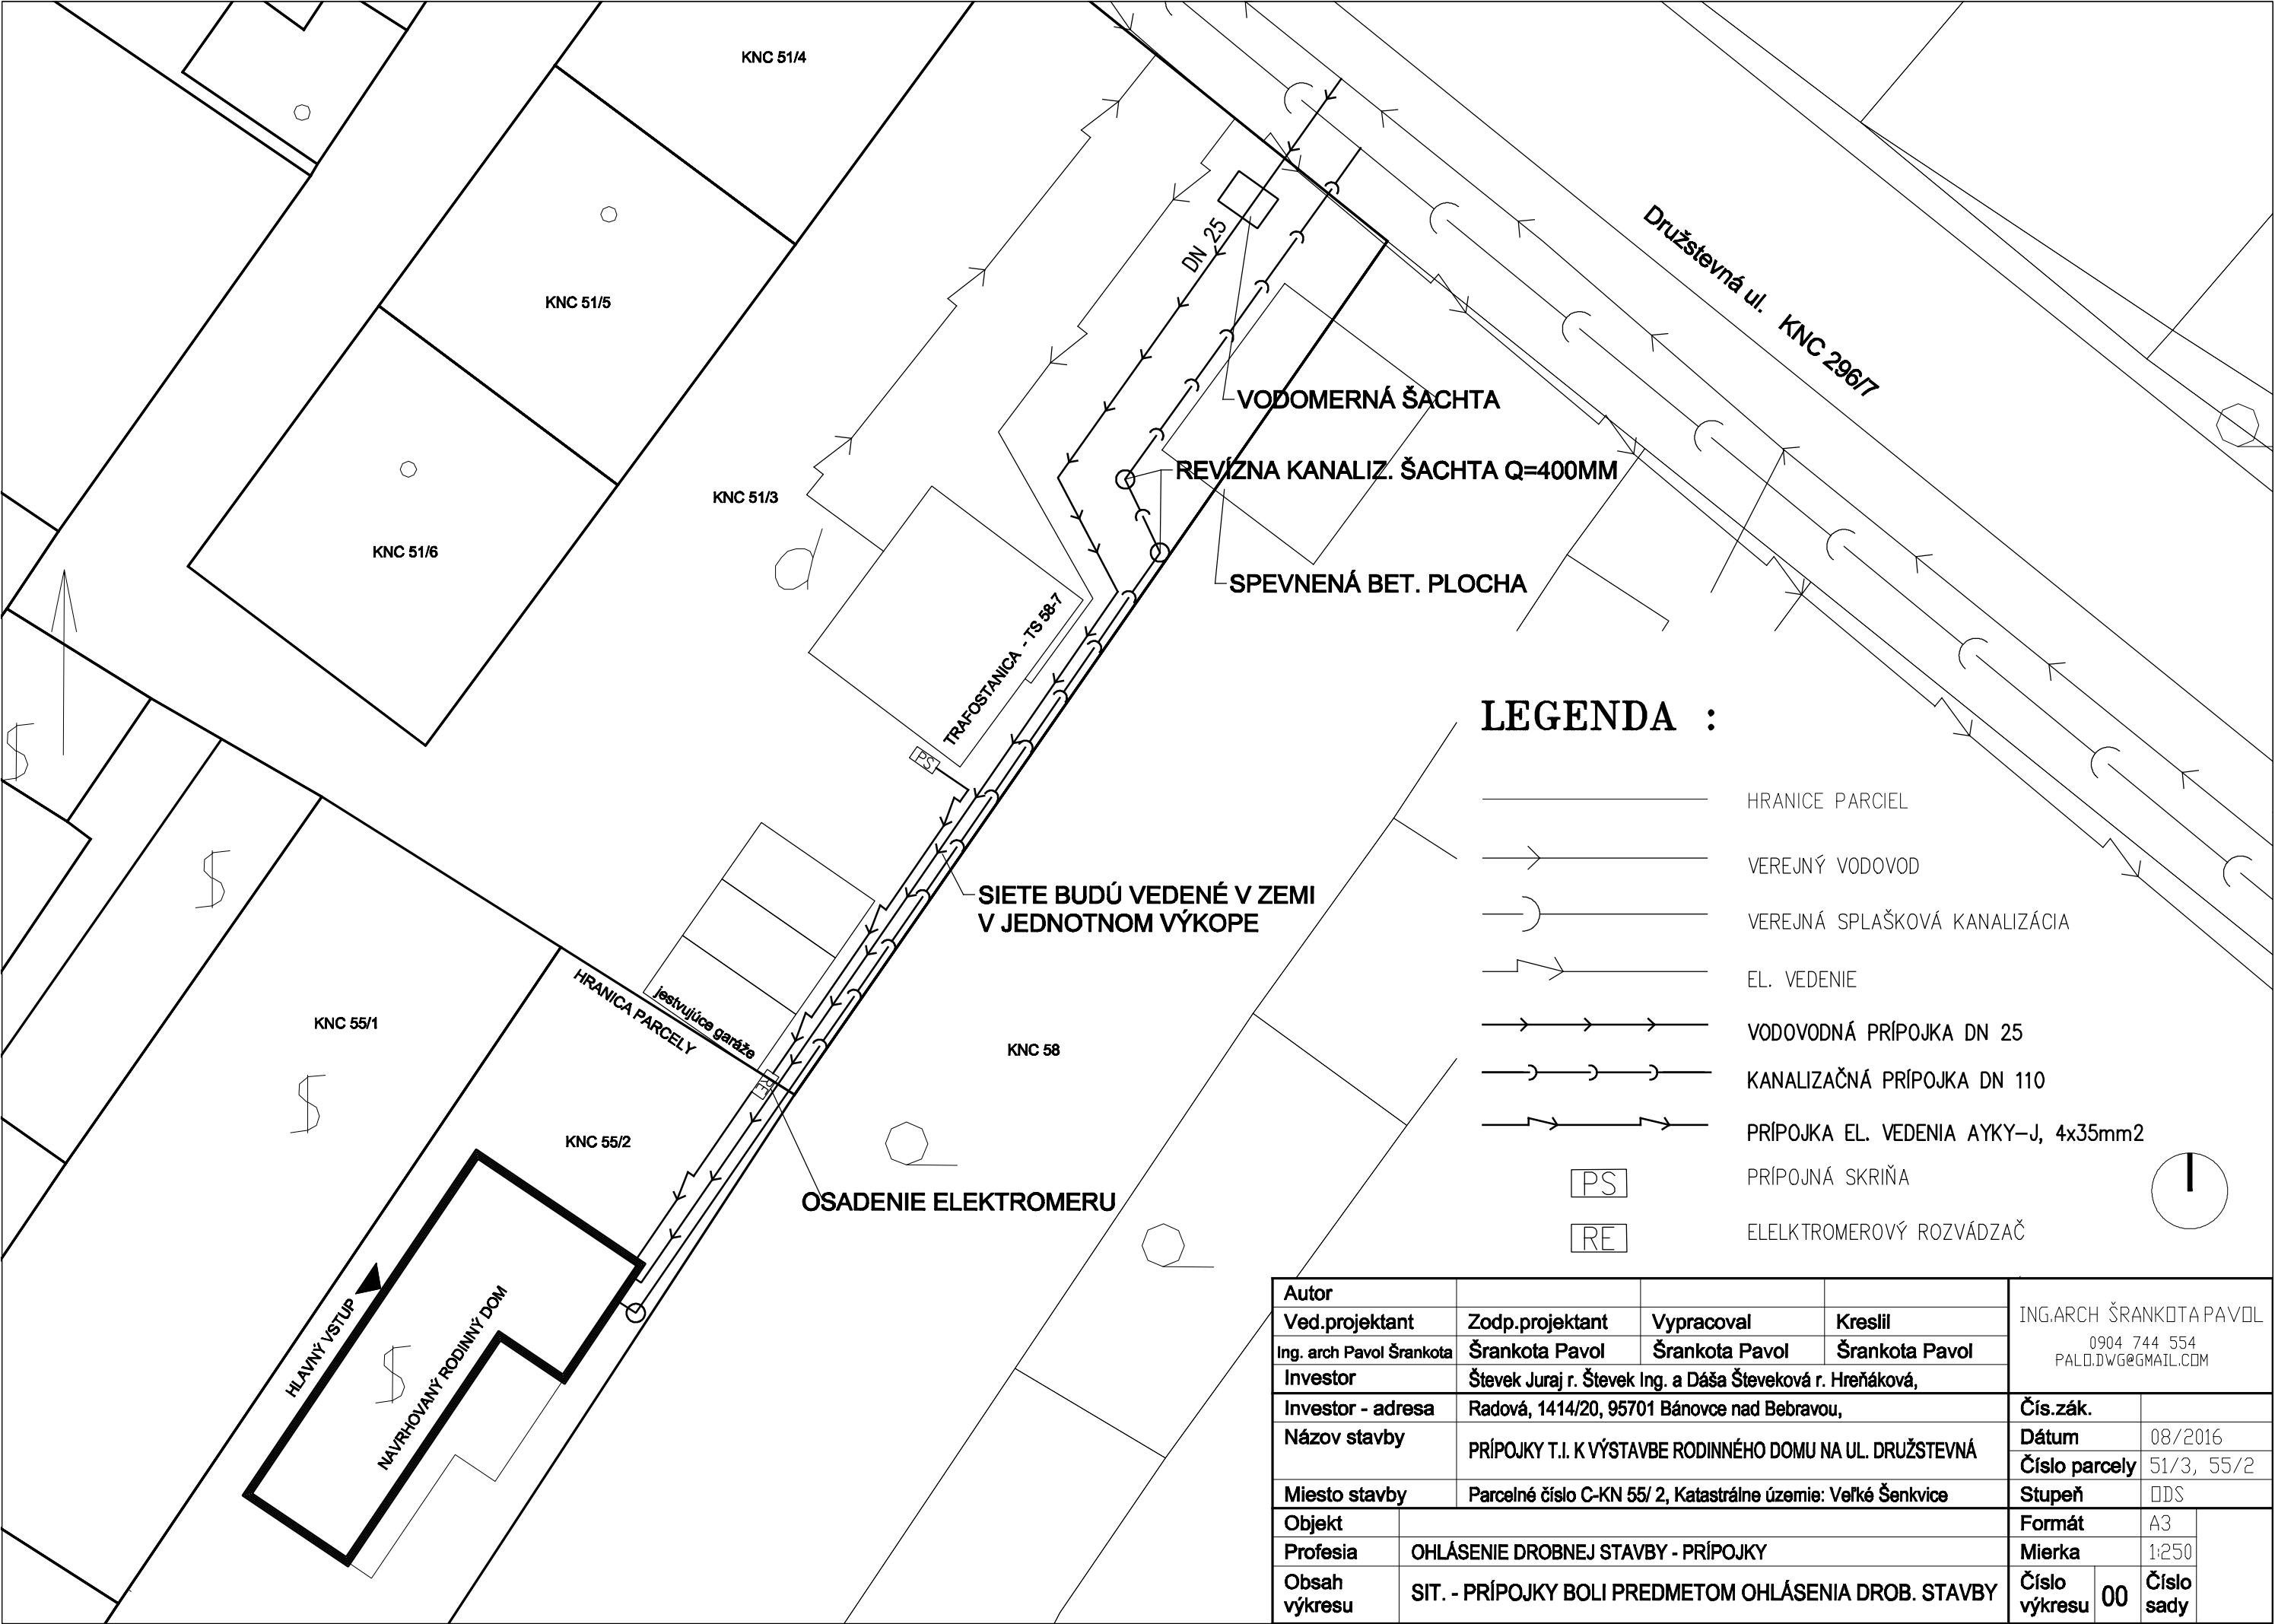 KNC 51/4
KNC 51/5
KNC 51/6
KNC 51/3
DN 25
Družstevná ul.   KNC 296/7
VODOMERNÁ ŠACHTA
REVÍZNA KANALIZ. ŠACHTA Q=400MM
SPEVNENÁ BET. PLOCHA
TRAFOSTANICA - TS 58-7
PS
SIETE BUDÚ VEDENÉ V ZEMI
V JEDNOTNOM VÝKOPE
HRANICA PARCELY
jestvujúce garáže
RE
KNC 55/1
KNC 55/2
KNC 58
OSADENIE ELEKTROMERU
HLAVNÝ VSTUP
NAVRHOVANÝ RODINNÝ DOM
LEGENDA :
HRANICE PARCIEL
VEREJNÝ VODOVOD
VEREJNÁ SPLAŠKOVÁ KANALIZÁCIA
EL. VEDENIE
VODOVODNÁ PRÍPOJKA DN 25
KANALIZAČNÁ PRÍPOJKA DN 110
PRÍPOJKA EL. VEDENIA AYKY-J, 4x35mm2
PS PRÍPOJNÁ SKRIŇA
RE ELELKTROMEROVÝ ROZVÁDZAČ
Autor
Ved.projektant Zodp.projektant Vypracoval Kreslil
Ing. arch Pavol Šrankota Šrankota Pavol Šrankota Pavol Šrankota Pavol
ING.ARCH ŠRANKOTA PAVOL
0904 744 554
PALO.DWG@GMAIL.COM
Investor Števek Juraj r. Števek Ing. a Dáša Števeková r. Hreňáková,
Investor - adresa Radová, 1414/20, 95701 Bánovce nad Bebravou,
Čís.zák.
Názov stavby PRÍPOJKY T.I. K VÝSTAVBE RODINNÉHO DOMU NA UL. DRUŽSTEVNÁ
Dátum 08/2016
Číslo parcely 51/3, 55/2
Miesto stavby Parcelné číslo C-KN 55/ 2, Katastrálne územie: Veľké Šenkvice
Stupeň ODS
Objekt
Formát A3
Profesia OHLÁSENIE DROBNEJ STAVBY - PRÍPOJKY
Mierka 1:250
Obsah výkresu SIT. - PRÍPOJKY BOLI PREDMETOM OHLÁSENIA DROB. STAVBY
Číslo výkresu 00 Číslo sady